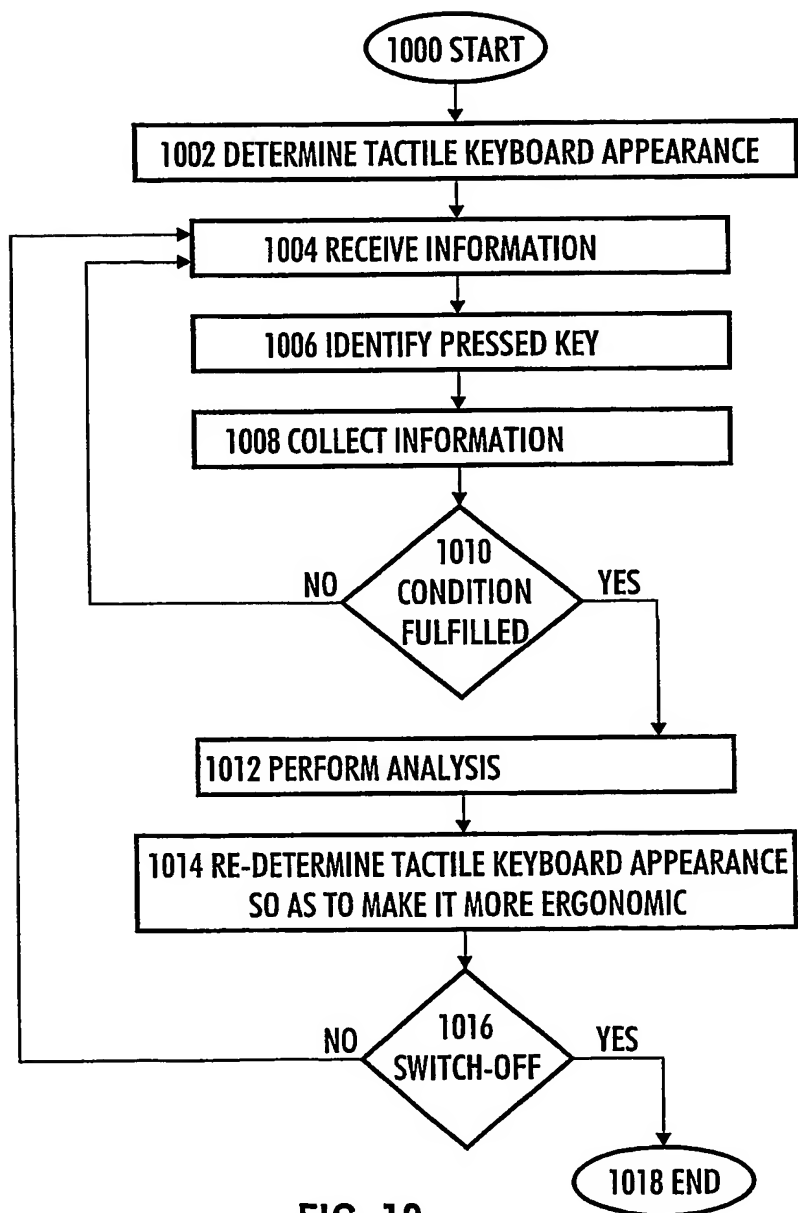 1000 START
1002 DETERMINE TACTILE KEYBOARD APPEARANCE
1004 RECEIVE INFORMATION
1006 IDENTIFY PRESSED KEY
1008 COLLECT INFORMATION
1010
CONDITION
FULFILLED
NO
YES
1012 PERFORM ANALYSIS
1014 RE-DETERMINE TACTILE KEYBOARD APPEARANCE
SO AS TO MAKE IT MORE ERGONOMIC
1016
SWITCH-OFF
NO
YES
1018 END
FIG. 10